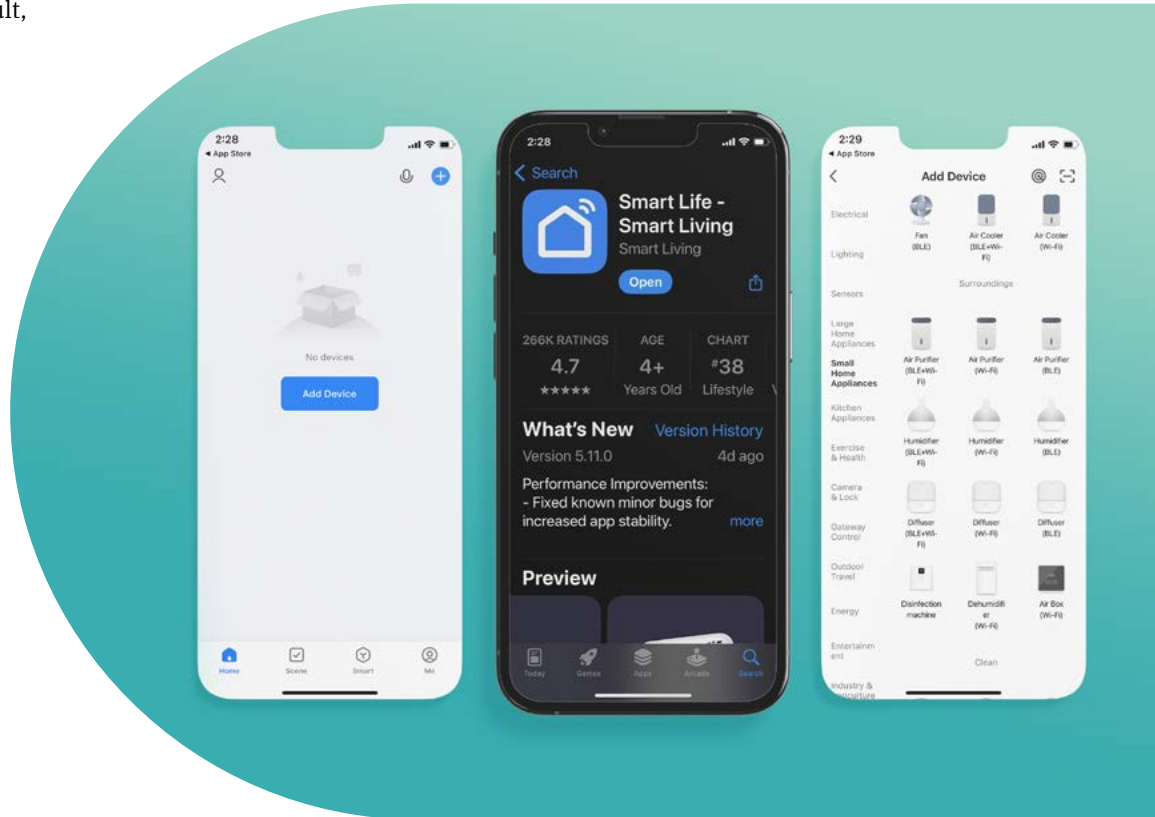 ult,
2:28
App Store
No devices
Add Device
Home
Scene
Smart
Me
2:28
Search
Smart Life -
Smart Living
Smart Living
Open
266K RATINGS
4.7
AGE
4+
Years Old
CHART
#38
Lifestyle
What's New
Version History
Version 5.11.0
4d ago
Performance Improvements:
- Fixed known minor bugs for
increased app stability.
more
Preview
Today
Games
Apps
Arcade
Search
2:29
App Store
Add Device
Electrical
Lighting
Sensors
Large
Home
Appliances
Small
Home
Appliances
Kitchen
Appliances
Exercise
& Health
Camera
& Lock
Gateway
Control
Outdoor
Travel
Energy
Entertainm
ent
Industry &
Agriculture
Fan
(BLE)
Air Cooler
(BLE+Wi-
Fi)
Air Cooler
(Wi-Fi)
Surroundings
Air Purifier
(BLE+Wi-
Fi)
Air Purifier
(Wi-Fi)
Air Purifier
(BLE)
Humidifier
(BLE+Wi-
Fi)
Humidifier
(Wi-Fi)
Humidifier
(BLE)
Diffuser
(BLE+Wi-
Fi)
Diffuser
(Wi-Fi)
Diffuser
(BLE)
Disinfection
machine
Dehumidifi
er
(Wi-Fi)
Air Box
(Wi-Fi)
Clean